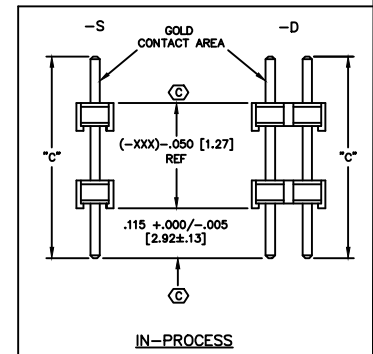 -S
GOLD
CONTACT AREA
-D
C
"C"
(-XXX)-.050 [1.27]
REF
"C"
.115 +.000/-.005
[2.92±.13]
C
IN-PROCESS